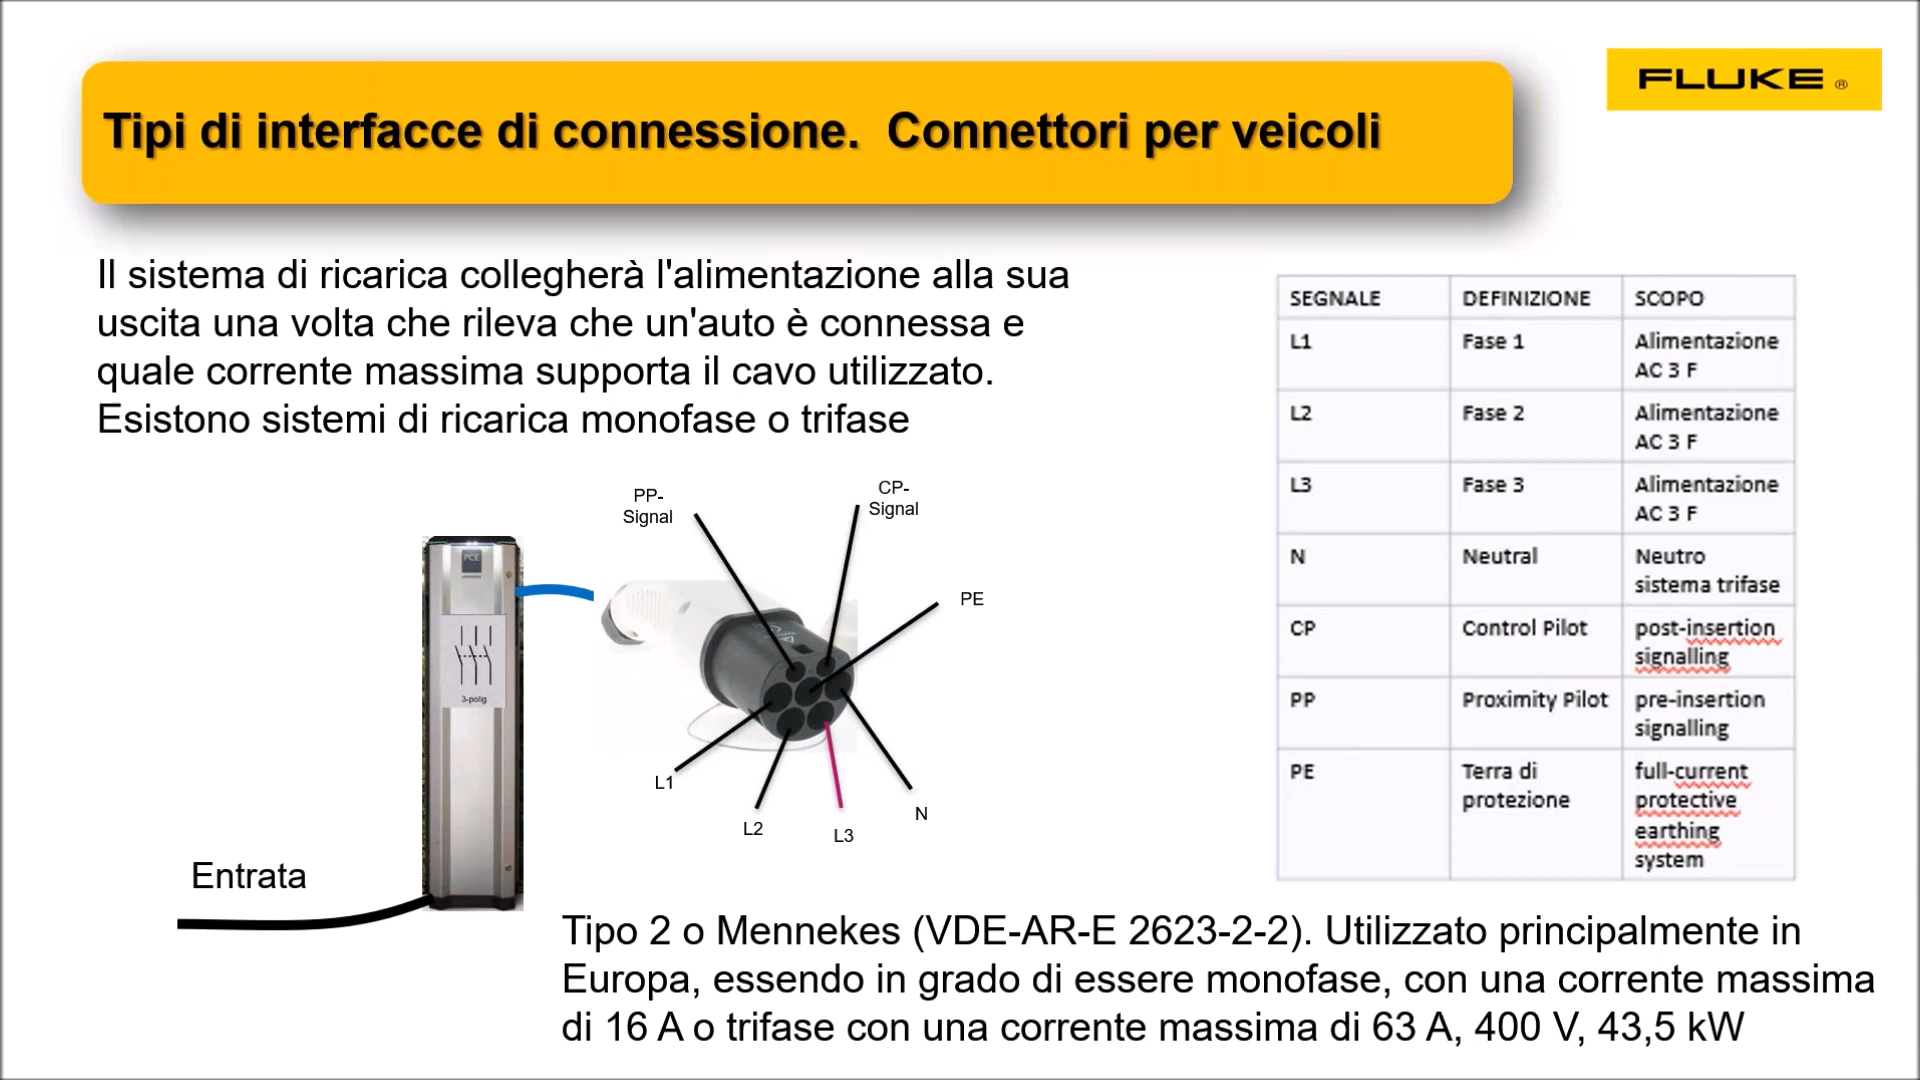 FLUKE ®
Tipi di interfacce di connessione.  Connettori per veicoli
Il sistema di ricarica collegherà l'alimentazione alla sua
uscita una volta che rileva che un'auto è connessa e
quale corrente massima supporta il cavo utilizzato.
Esistono sistemi di ricarica monofase o trifase
SEGNALE DEFINIZIONE SCOPO
L1 Fase 1 Alimentazione
AC 3 F
L2 Fase 2 Alimentazione
AC 3 F
L3 Fase 3 Alimentazione
AC 3 F
N Neutral Neutro
sistema trifase
CP Control Pilot post-insertion
signalling
PP Proximity Pilot pre-insertion
signalling
PE Terra di full-current
protezione protective
earthing
system
PP-
Signal
CP-
Signal
PE
PCE
3-polig
L1
L2
L3
N
Entrata
Tipo 2 o Mennekes (VDE-AR-E 2623-2-2). Utilizzato principalmente in
Europa, essendo in grado di essere monofase, con una corrente massima
di 16 A o trifase con una corrente massima di 63 A, 400 V, 43,5 kW